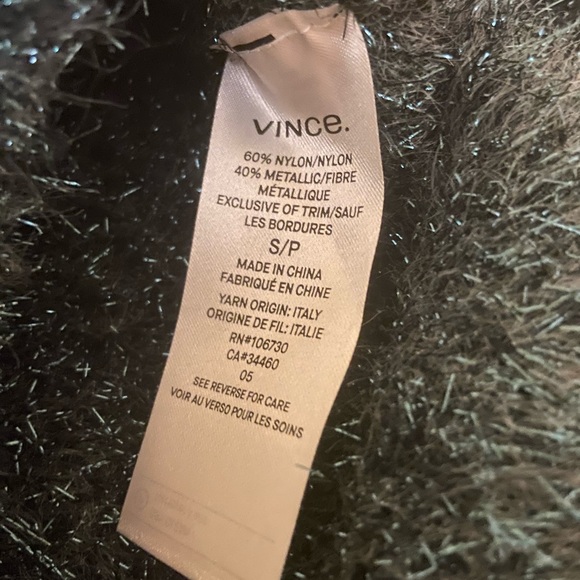 VINce.
60% NYLON/NYLON
40% METALLIC/FIBRE
MÉTALLIQUE
EXCLUSIVE OF TRIM/SAUF
LES BORDURES
S/P
MADE IN CHINA
FABRIQUÉ EN CHINE
YARN ORIGIN: ITALY
ORIGINE DE FIL: ITALIE
RN#106730
CA#34460
05
SEE REVERSE FOR CARE
VOIR AU VERSO POUR LES SOINS